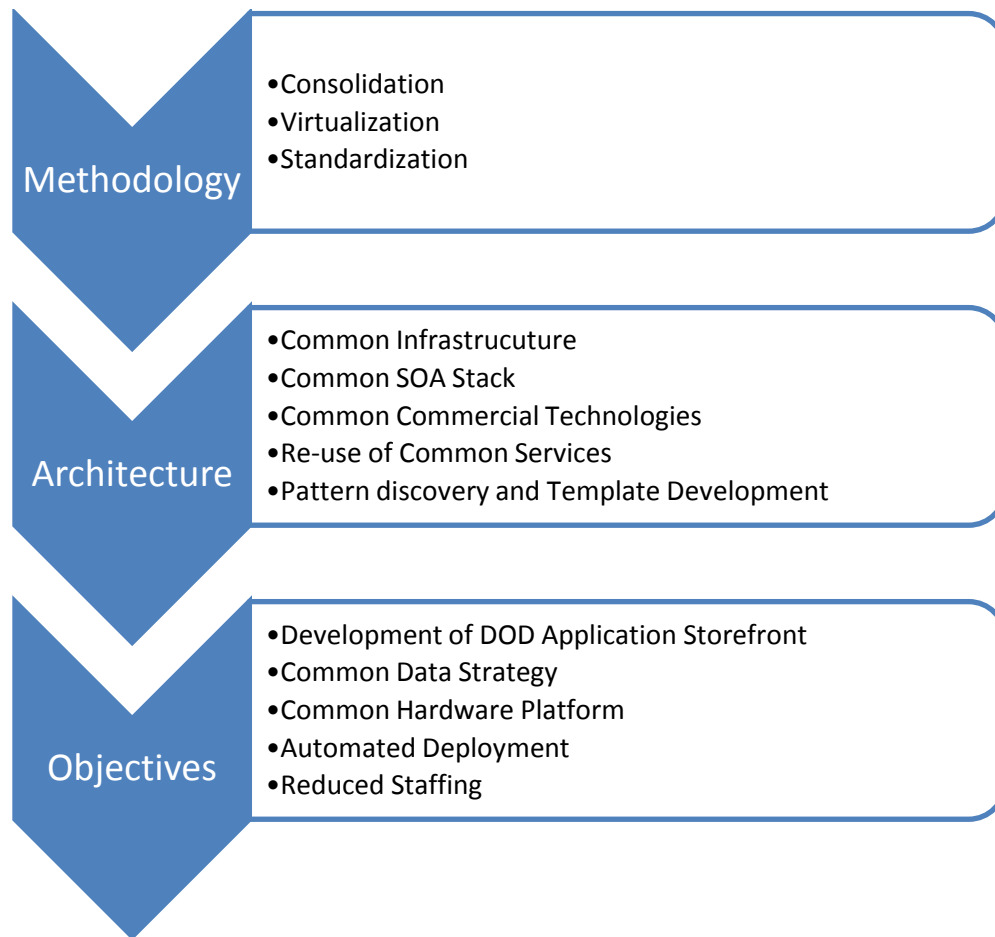 Methodology
•Consolidation
•Virtualization
•Standardization
Architecture
•Common Infrastrucuture
•Common SOA Stack
•Common Commercial Technologies
•Re-use of Common Services
•Pattern discovery and Template Development
Objectives
•Development of DOD Application Storefront
•Common Data Strategy
•Common Hardware Platform
•Automated Deployment
•Reduced Staffing